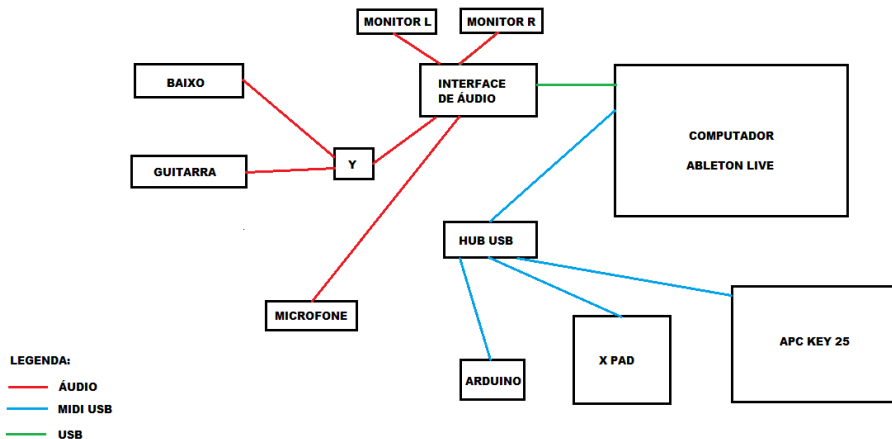 MONITOR L
MONITOR R
BAIXO
INTERFACE
DE ÁUDIO
COMPUTADOR
ABLETON LIVE
Y
GUITARRA
HUB USB
MICROFONE
ARDUINO
X PAD
APC KEY 25
LEGENDA:
ÁUDIO
MIDI USB
USB